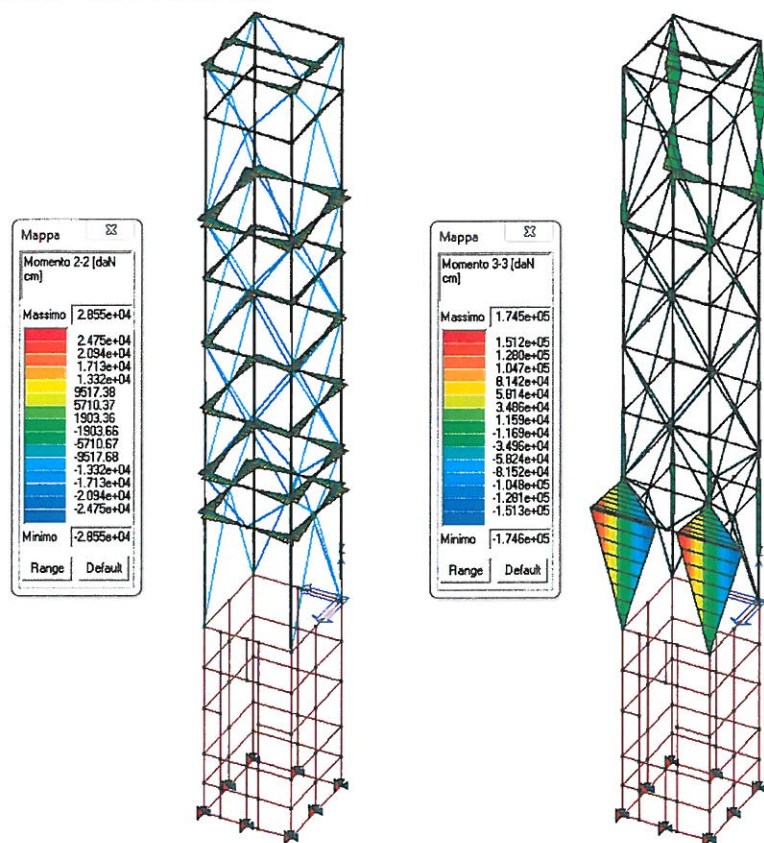 Mappa
Momento 2-2 [daN
cm]
Massimo 2.855e+04
2.475e+04
2.094e+04
1.713e+04
1.332e+04
9517.38
5710.37
1903.36
-1903.66
-5710.67
-9517.68
-1.332e+04
-1.713e+04
-2.094e+04
-2.475e+04
Minimo -2.855e+04
Range Default
Mappa
Momento 3-3 [daN
cm]
Massimo 1.745e+05
1.512e+05
1.280e+05
1.047e+05
8.142e+04
5.814e+04
3.486e+04
1.159e+04
-1.169e+04
-3.496e+04
-5.824e+04
-8.152e+04
-1.048e+05
-1.281e+05
-1.513e+05
Minimo -1.746e+05
Range Default